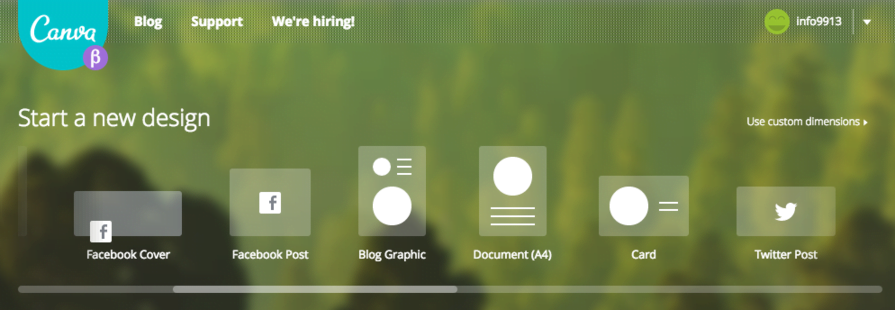 Canva
β
Blog Support We're hiring!
info9913
Start a new design
Use custom dimensions
Facebook Cover
Facebook Post
Blog Graphic
Document (A4)
Card
Twitter Post